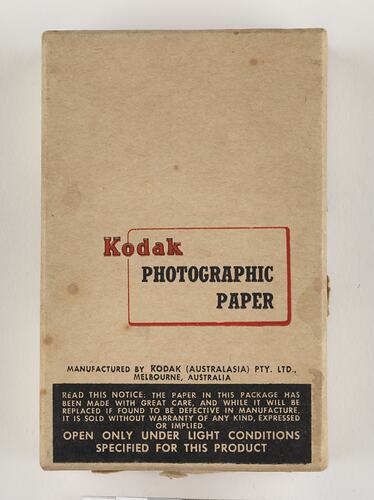 Kodak
PHOTOGRAPHIC
PAPER
MANUFACTURED BY KODAK (AUSTRALASIA) PTY. LTD.,
MELBOURNE, AUSTRALIA
READ THIS NOTICE: THE PAPER IN THIS PACKAGE HAS
BEEN MADE WITH GREAT CARE, AND WHILE IT WILL BE
REPLACED IF FOUND TO BE DEFECTIVE IN MANUFACTURE,
IT IS SOLD WITHOUT WARRANTY OF ANY KIND, EXPRESSED
OR IMPLIED.
OPEN ONLY UNDER LIGHT CONDITIONS
SPECIFIED FOR THIS PRODUCT